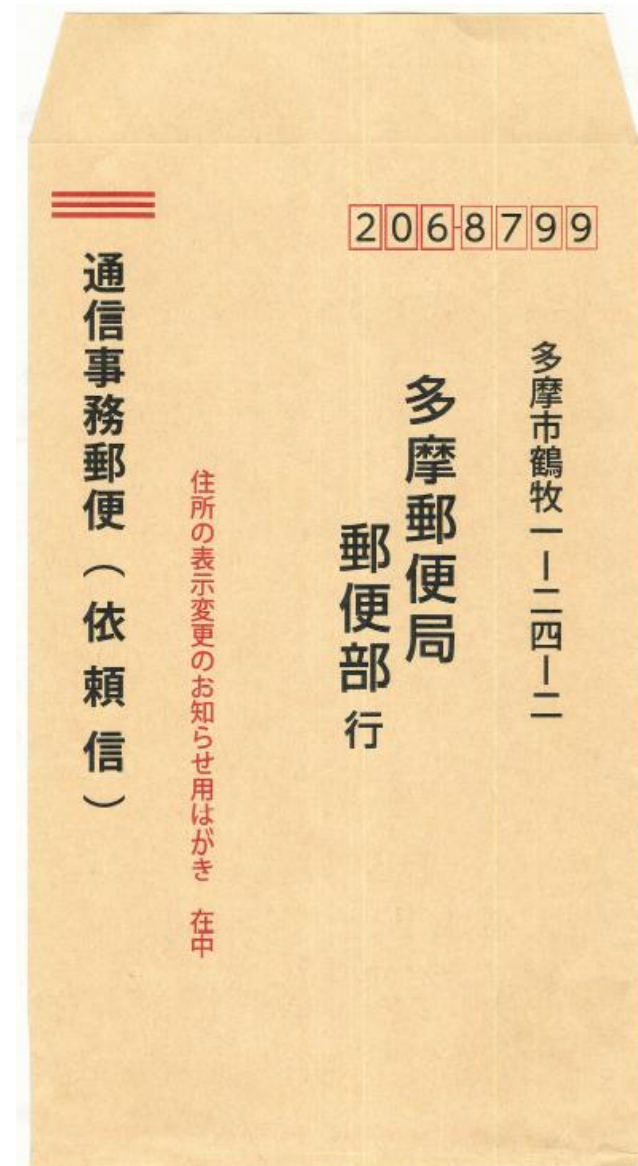 2068799
多摩市鶴牧一ー二四ー二
多摩郵便局
郵便部 行
住所の表示変更のお知らせ用はがき 在中
通信事務郵便（依頼信）